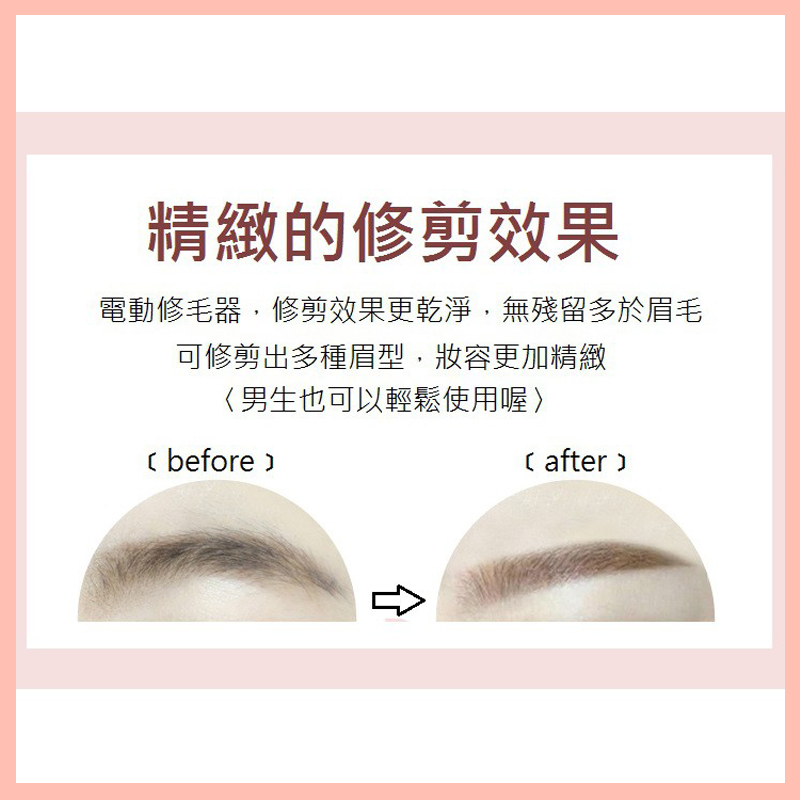 精緻的修剪效果
電動修毛器，修剪效果更乾淨，無殘留多於眉毛
可修剪出多種眉型，妝容更加精緻
〈男生也可以輕鬆使用喔〉
﹝before﹞
﹝after﹞